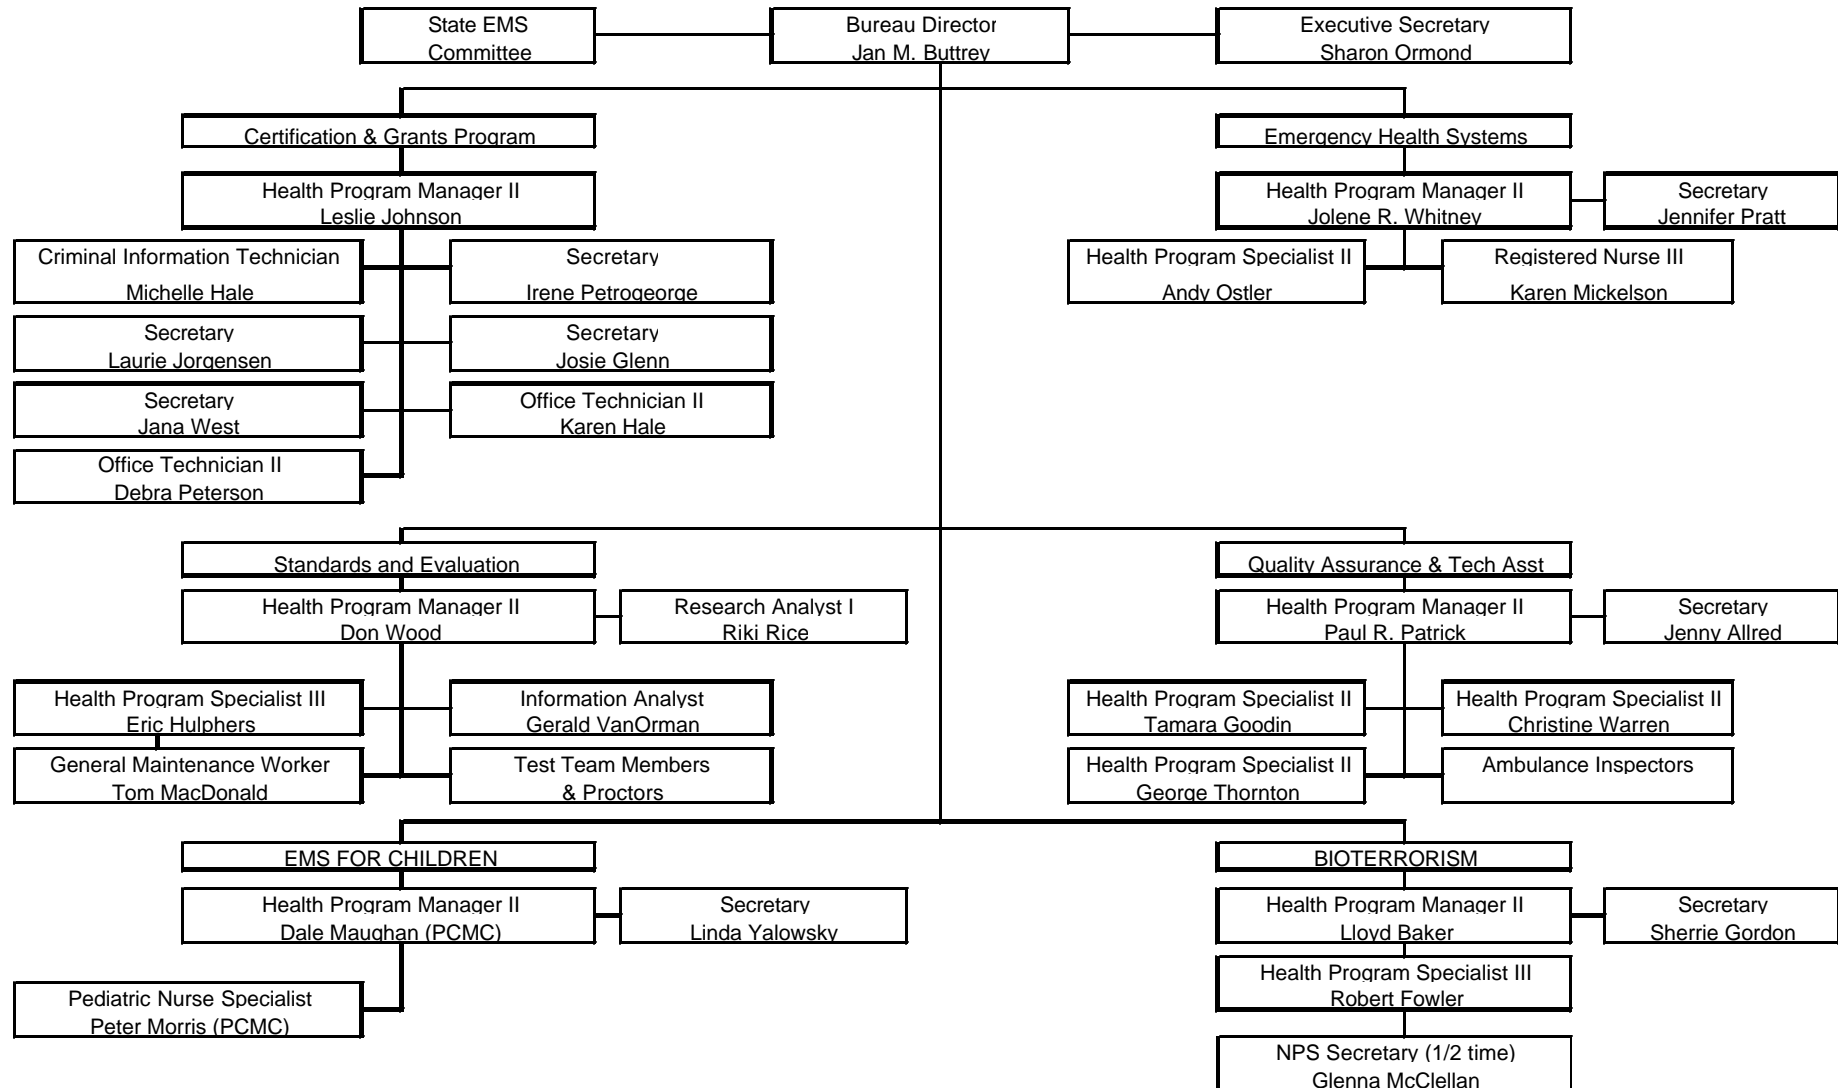 State EMS
Committee
Bureau Director
Jan M. Buttrey
Executive Secretary
Sharon Ormond
Certification & Grants Program
Emergency Health Systems
Health Program Manager II
Leslie Johnson
Health Program Manager II
Jolene R. Whitney
Secretary
Jennifer Pratt
Criminal Information Technician
Michelle Hale
Secretary
Irene Petrogeorge
Health Program Specialist II
Andy Ostler
Registered Nurse III
Karen Mickelson
Secretary
Laurie Jorgensen
Secretary
Josie Glenn
Secretary
Jana West
Office Technician II
Karen Hale
Office Technician II
Debra Peterson
Standards and Evaluation
Quality Assurance & Tech Asst
Health Program Manager II
Don Wood
Research Analyst I
Riki Rice
Health Program Manager II
Paul R. Patrick
Secretary
Jenny Allred
Health Program Specialist III
Eric Hulphers
Information Analyst
Gerald VanOrman
Health Program Specialist II
Tamara Goodin
Health Program Specialist II
Christine Warren
General Maintenance Worker
Tom MacDonald
Test Team Members
& Proctors
Health Program Specialist II
George Thornton
Ambulance Inspectors
EMS FOR CHILDREN
BIOTERRORISM
Health Program Manager II
Dale Maughan (PCMC)
Secretary
Linda Yalowsky
Health Program Manager II
Lloyd Baker
Secretary
Sherrie Gordon
Pediatric Nurse Specialist
Peter Morris (PCMC)
Health Program Specialist III
Robert Fowler
NPS Secretary (1/2 time)
Glenna McClellan